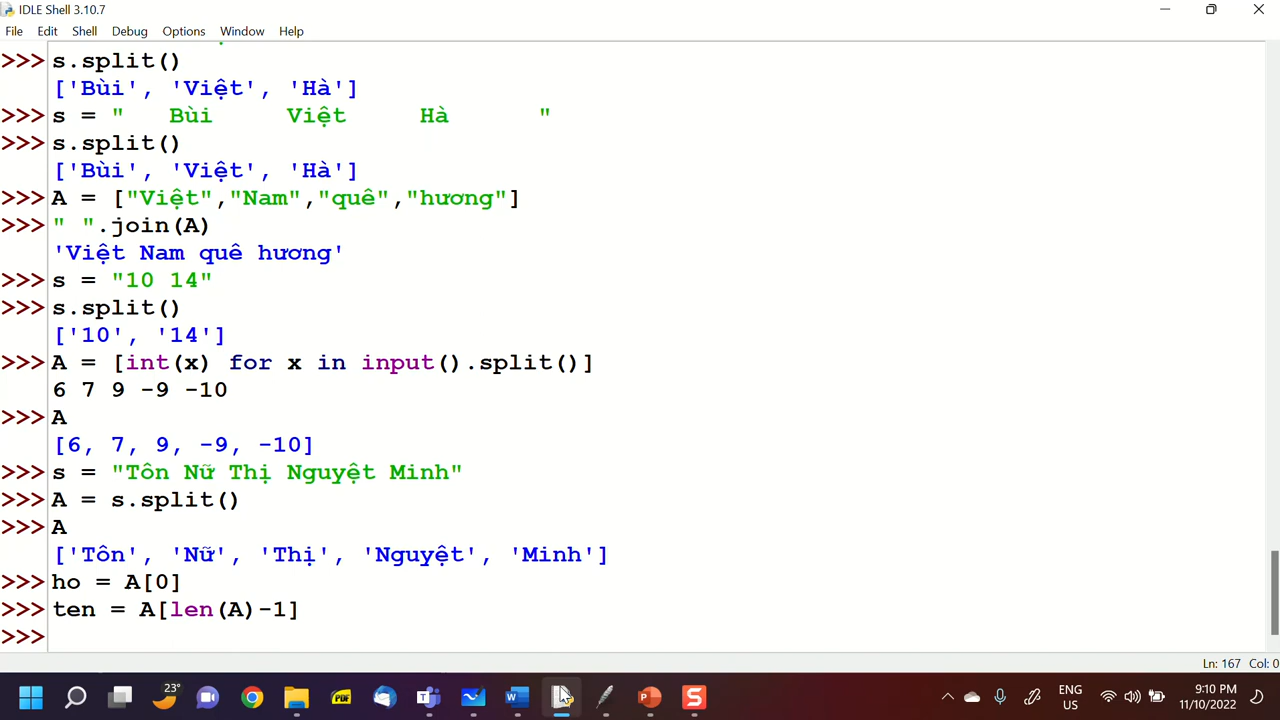 IDLE Shell 3.10.7
File Edit Shell Debug Options Window Help
>>> s.split()
['Bùi', 'Việt', 'Hà']
>>> s = "   Bùi     Việt     Hà      "
>>> s.split()
['Bùi', 'Việt', 'Hà']
>>> A = ["Việt","Nam","quê","hương"]
>>> " ".join(A)
'Việt Nam quê hương'
>>> s = "10 14"
>>> s.split()
['10', '14']
>>> A = [int(x) for x in input().split()]
6 7 9 -9 -10
>>> A
[6, 7, 9, -9, -10]
>>> s = "Tôn Nữ Thị Nguyệt Minh"
>>> A = s.split()
>>> A
['Tôn', 'Nữ', 'Thị', 'Nguyệt', 'Minh']
>>> ho = A[0]
>>> ten = A[len(A)-1]
>>>
Ln: 167 Col: 0
23°
PDF
ENG
US
9:10 PM
11/10/2022